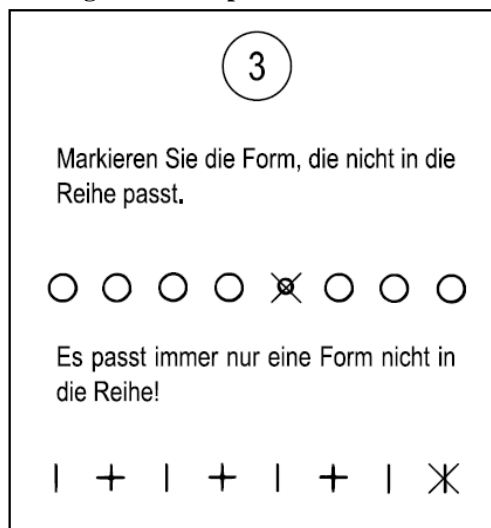 3
Markieren Sie die Form, die nicht in die
Reihe passt.
Es passt immer nur eine Form nicht in
die Reihe!